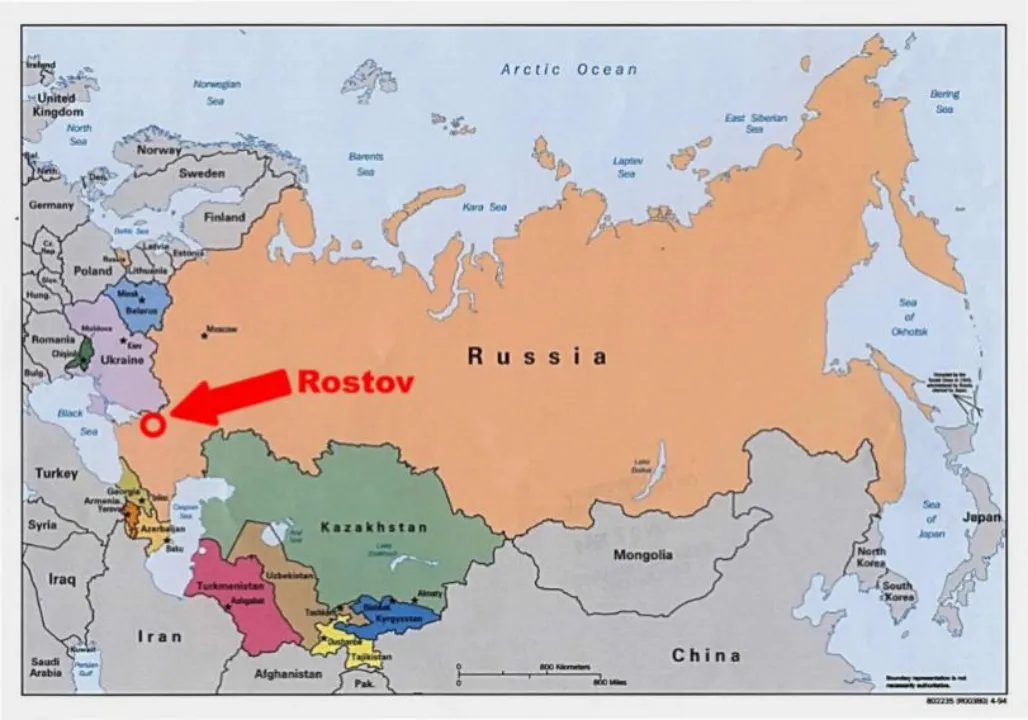 Arctic Ocean
Ireland
Norwegian
Sea
Bering
Sea
United
Kingdom
North
Sea
East Siberian
Sea
Barents
Sea
Laptev
Sea
Norway
Sweden
Kara Sea
Bel.
Neth.
Den.
Germany
Finland
Baltic Sea
Latvia
Estonia
Cz.
Rep.
Russia
Lithuania
Poland
Slov.
Hung.
Minsk
Belarus
Sea
of
Okhotsk
Moldova
Moscow
Romania
Kiev
Chişinău
Ukraine
Russia
Bulg.
Rostov
Black
Sea
Turkey
Lake
Baikal
Georgia
Tbilisi
Armenia
Yerevan
Azerbaijan
Baku
Caspian
Sea
Syria
Aral
Sea
Kazakhstan
Lake
Balkhash
Sea
of
Japan
Japan
Mongolia
North
Korea
South
Korea
Iraq
Turkmenistan
Ashgabat
Uzbekistan
Almaty
Tashkent
Bishkek
Kyrgyzstan
Iran
Dushanbe
Tajikistan
China
Kuwait
Saudi
Arabia
Persian
Gulf
Afghanistan
Pak.
0 800 Kilometers
0 800 Miles
Boundary representation is not
necessarily authoritative.
802235 (R00380) 4-94